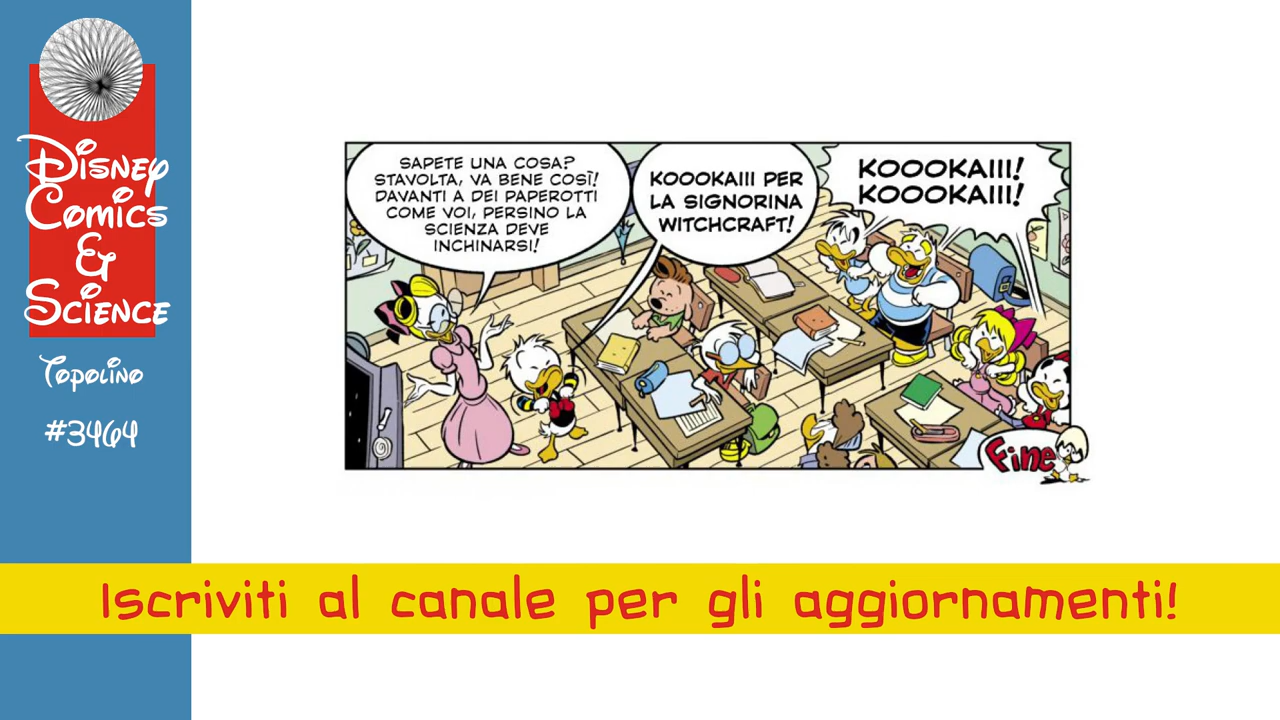 Disney
Comics
&
Science
Topolino
#3464
SAPETE UNA COSA?
STAVOLTA, VA BENE COSÌ!
DAVANTI A DEI PAPEROTTI
COME VOI, PERSINO LA
SCIENZA DEVE
INCHINARSI!
KOOOKAIII PER
LA SIGNORINA
WITCHCRAFT!
KOOOKAIII!
KOOOKAIII!
Fine
Iscriviti al canale per gli aggiornamenti!